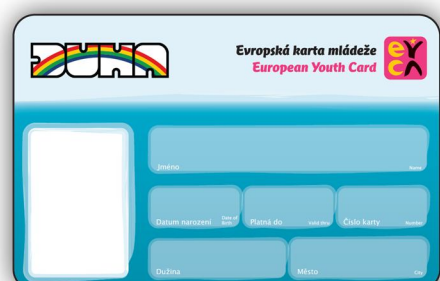 DUHA
Evropská karta mládeže
European Youth Card
eyca
Jméno Name
Datum narození Date of Birth Platná do Valid thru Číslo karty Number
Dužina Město City